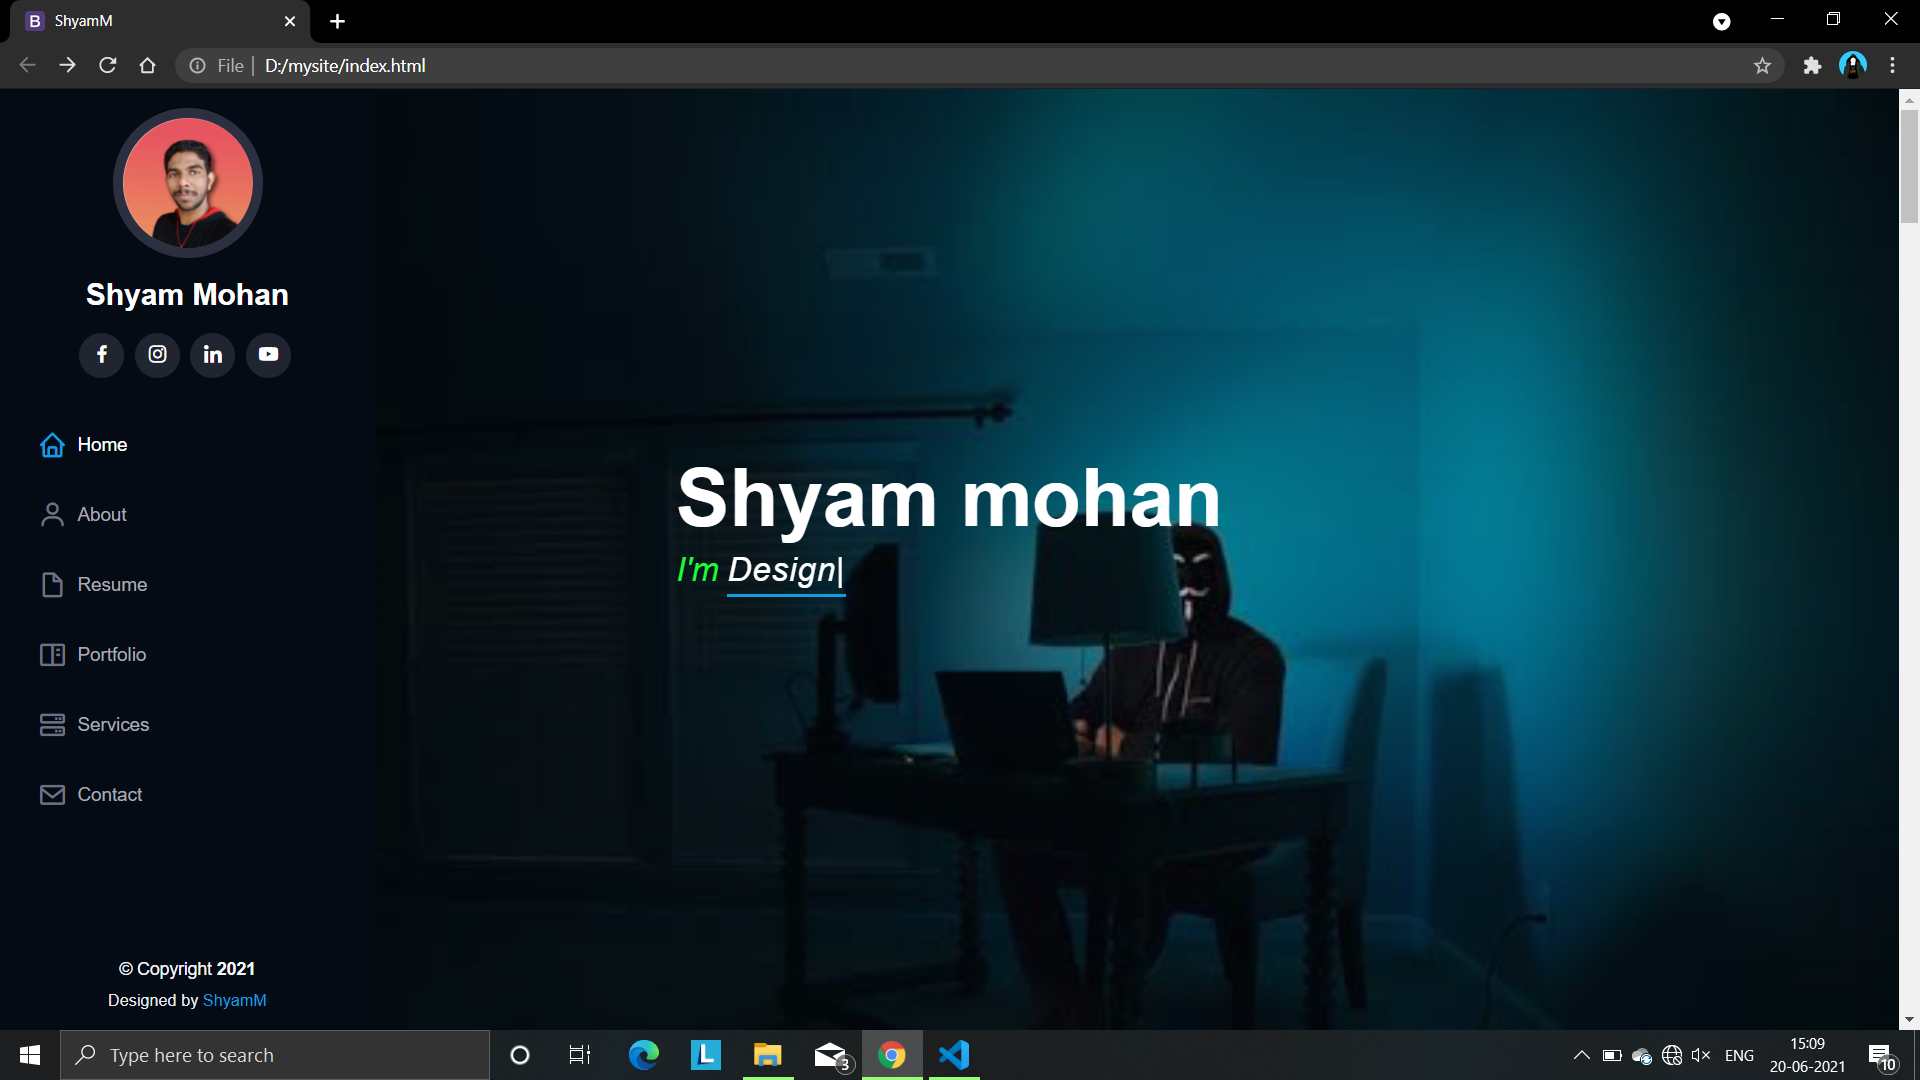 B ShyamM
File D:/mysite/index.html
Shyam Mohan
Home
About
Resume
Portfolio
Services
Contact
© Copyright 2021
Designed by ShyamM
Shyam mohan
I'm Design|
Type here to search
L
3
ENG
15:09
20-06-2021
10